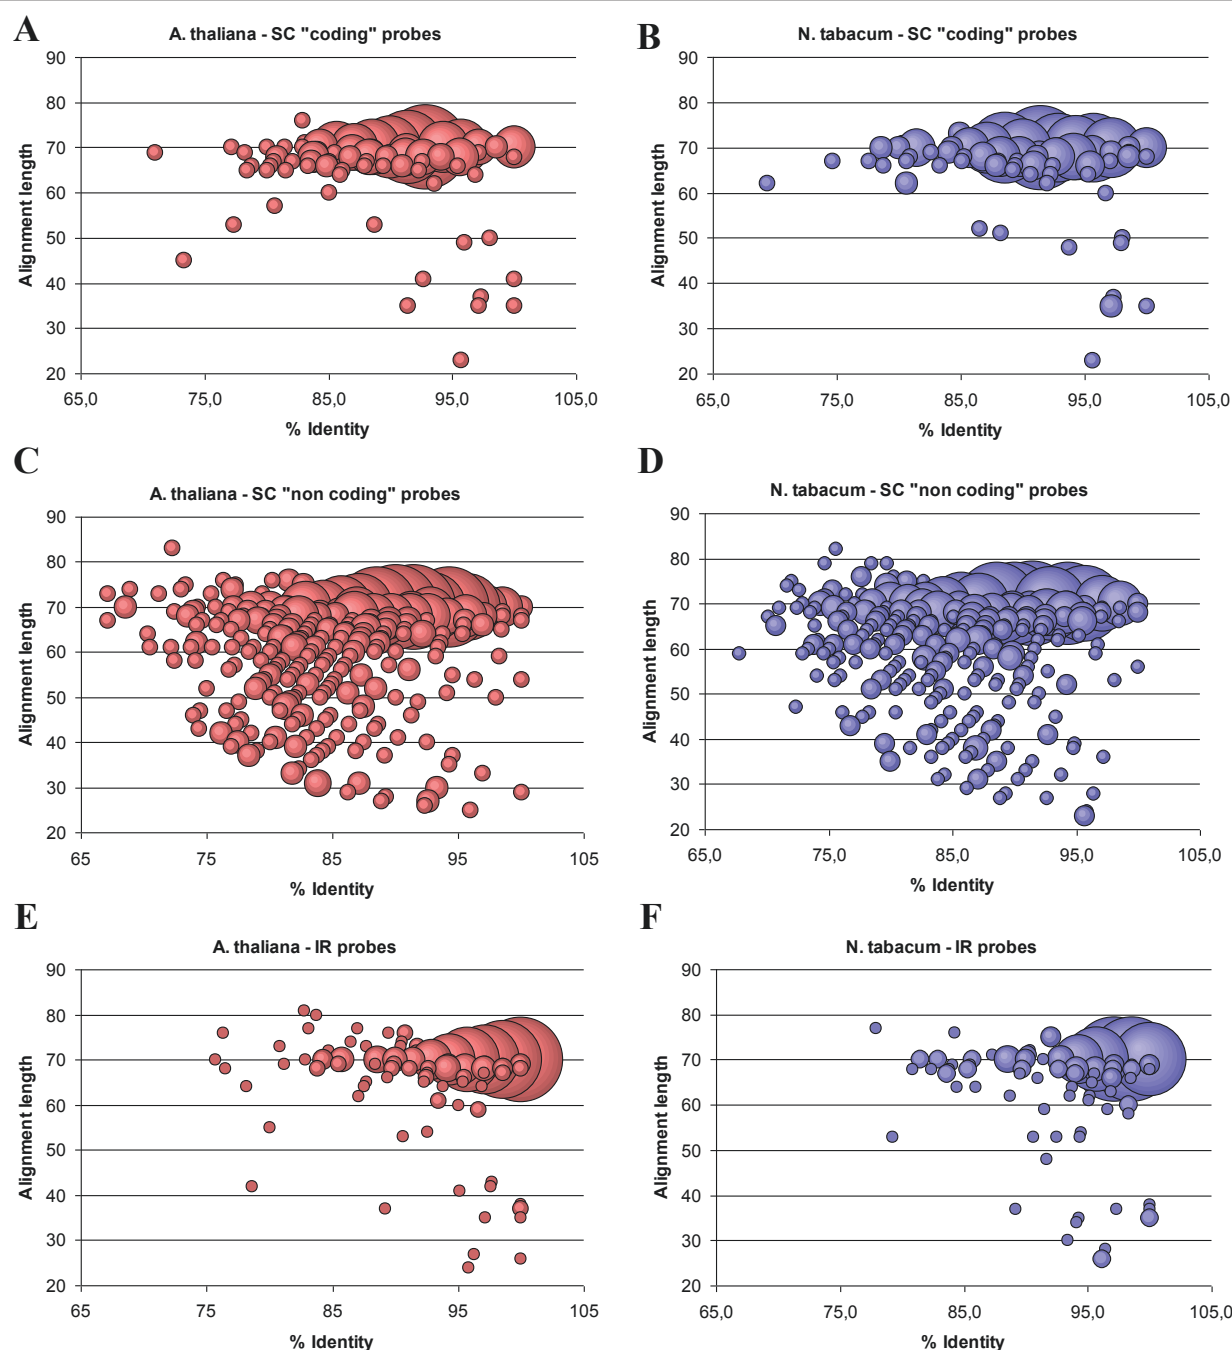 A
A. thaliana - SC "coding" probes
Alignment length
90
80
70
60
50
40
30
20
65,0 75,0 85,0 95,0 105,0
% Identity
B
N. tabacum - SC "coding" probes
Alignment length
90
80
70
60
50
40
30
20
65,0 75,0 85,0 95,0 105,0
% Identity
C
A. thaliana - SC "non coding" probes
Alignment length
90
80
70
60
50
40
30
20
65 75 85 95 105
% Identity
D
N. tabacum - SC "non coding" probes
Alignment length
90
80
70
60
50
40
30
20
65,0 75,0 85,0 95,0 105,0
% Identity
E
A. thaliana - IR probes
Alignment length
90
80
70
60
50
40
30
20
65 75 85 95 105
% Identity
F
N. tabacum - IR probes
Alignment length
90
80
70
60
50
40
30
20
65,0 75,0 85,0 95,0 105,0
% Identity